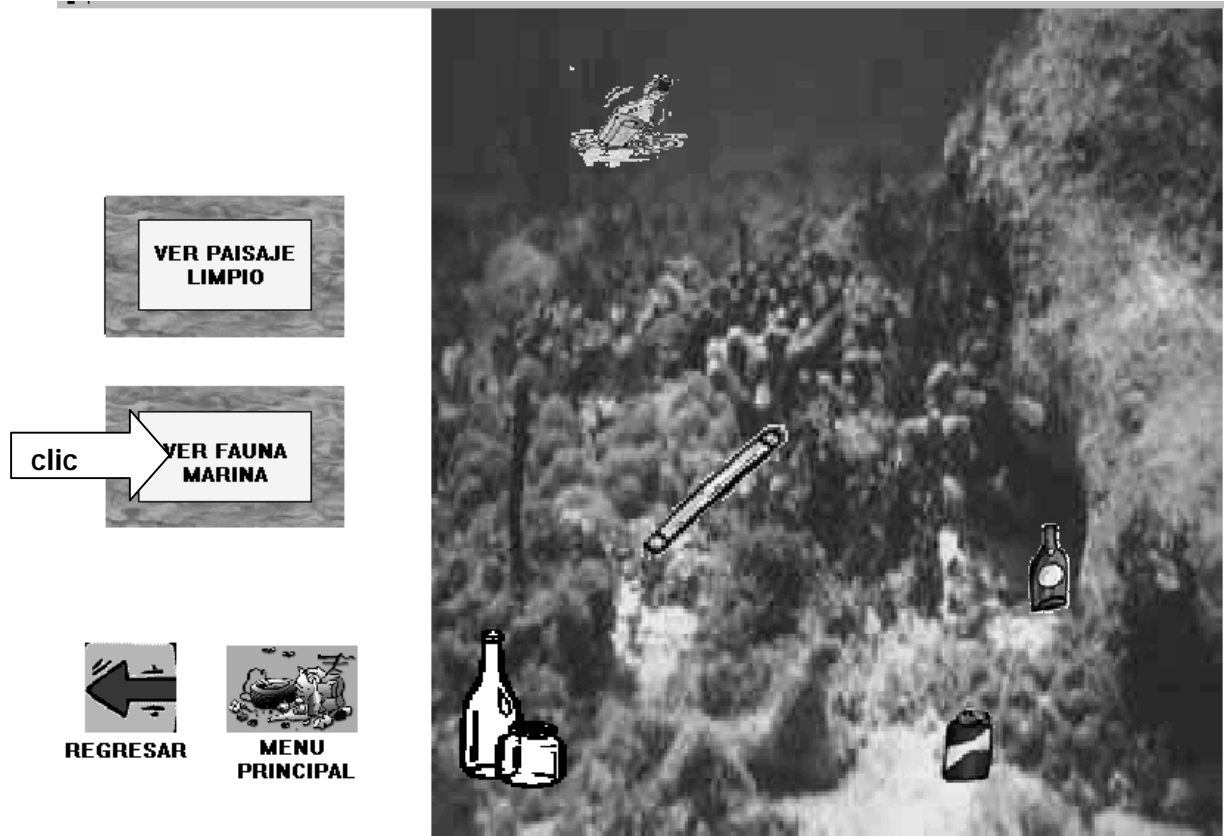 VER PAISAJE
LIMPIO
clic
VER FAUNA
MARINA
REGRESAR
MENU
PRINCIPAL